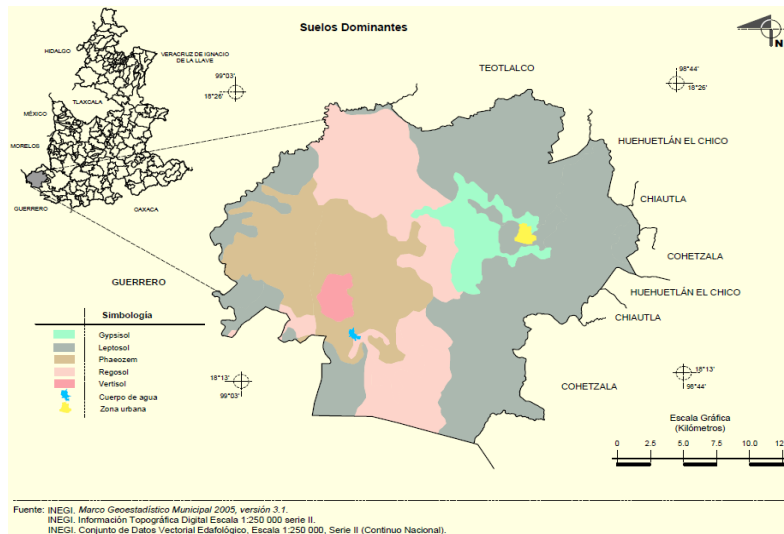 Suelos Dominantes
N
HIDALGO
VERACRUZ DE IGNACIO
DE LA LLAVE
TLAXCALA
MÉXICO
MORELOS
GUERRERO
OAXACA
99°03'
18°26'
TEOTLALCO
98°44'
18°26'
HUEHUETLÁN EL CHICO
CHIAUTLA
COHETZALA
HUEHUETLÁN EL CHICO
CHIAUTLA
GUERRERO
COHETZALA
18°13'
99°03'
18°13'
98°44'
Simbología
Gypsisol
Leptosol
Phaeozem
Regosol
Vertisol
Cuerpo de agua
Zona urbana
Escala Gráfica
(Kilómetros)
0 2.5 5.0 7.5 10.0
Fuente: INEGI. Marco Geoestadístico Municipal 2005, versión 3.1.
INEGI. Información Topográfica Digital Escala 1:250 000 serie II.
INEGI. Conjunto de Datos Vectorial Edafológico, Escala 1:250 000, Serie II (Continuo Nacional).